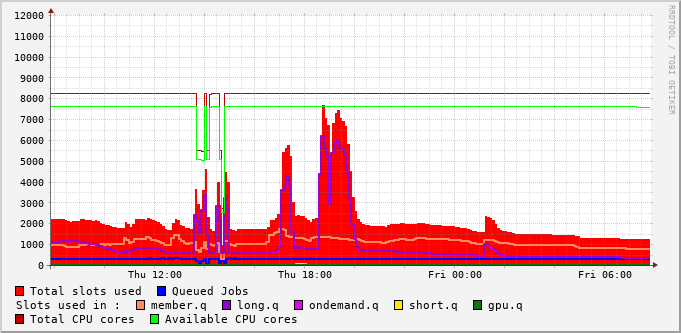 12000
11000
10000
9000
8000
7000
6000
5000
4000
3000
2000
1000
0
Thu 12:00 Thu 18:00 Fri 00:00 Fri 06:00
Total slots used Queued Jobs
Slots used in : member.q long.q ondemand.q short.q gpu.q
Total CPU cores Available CPU cores
RRDTOOL / TOBI OETIKER